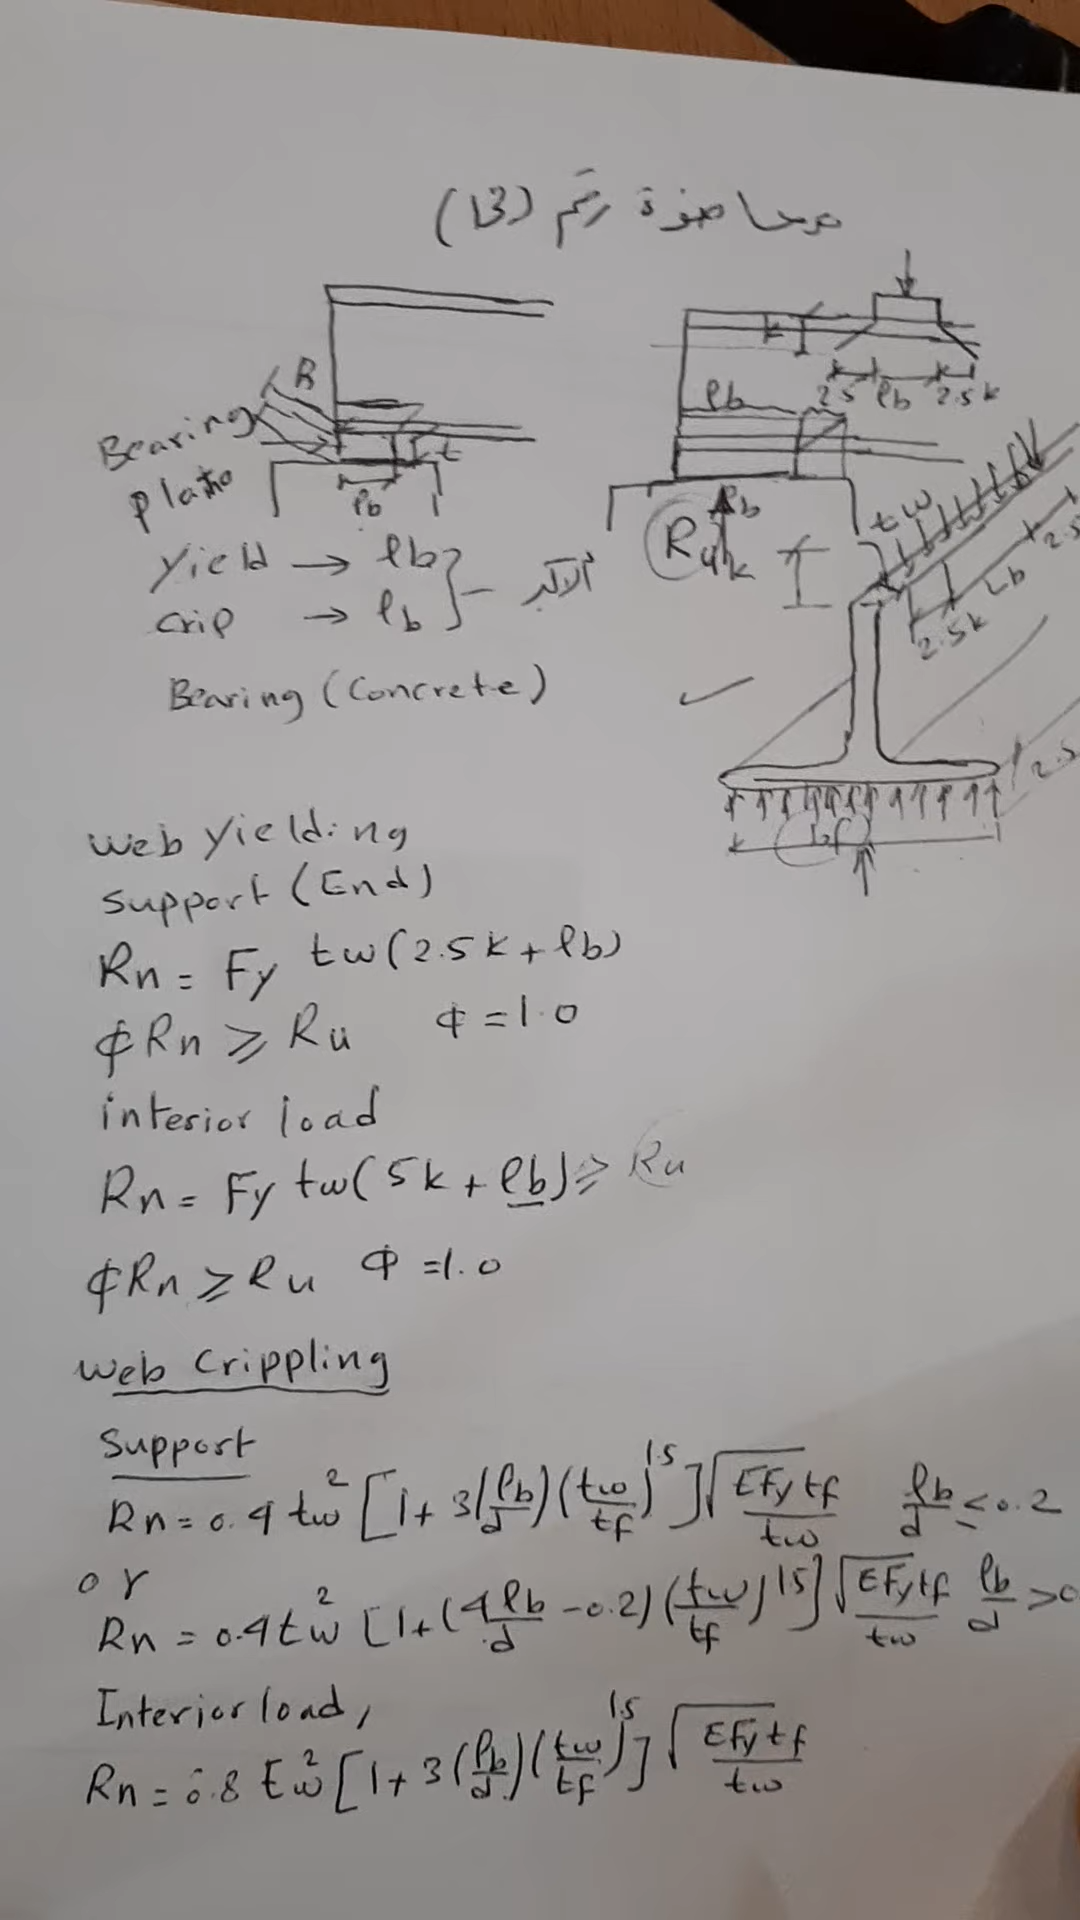 محاضرة رقم (13)
B
Bearing
plate
t
lb
k
2.5 lb 2.5k
lb
lb
Ru
k
tw
2.5
Lb
2.5k
2.5
bf
yield → lb
crip → lb
الأكبر
Bearing (Concrete)
web yielding
support (End)
Rn = Fy tw(2.5k + lb)
ϕRn ≥ Ru ϕ = 1.0
interior load
Rn = Fy tw(5k + lb) ≥ Ru
ϕRn ≥ Ru ϕ = 1.0
web crippling
Support
Rn = 0.4 tw² [1 + 3(lb/d)(tw/tf)^1.5] √EFy tf/tw lb/d ≤ 0.2
or
Rn = 0.4 tw² [1 + (4lb/d - 0.2)(tw/tf)^1.5] √EFy tf/tw lb/d > 0
Interior load,
Rn = 0.8 tw² [1 + 3(lb/d)(tw/tf)^1.5] √EFy tf/tw